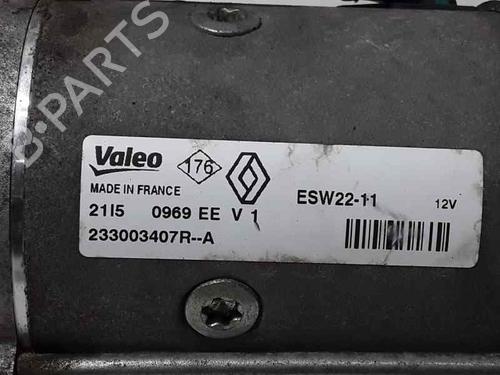 Valeo 176 ESW22-11 12V
MADE IN FRANCE
21I5 0969 EE V 1
233003407R--A
B-PARTS